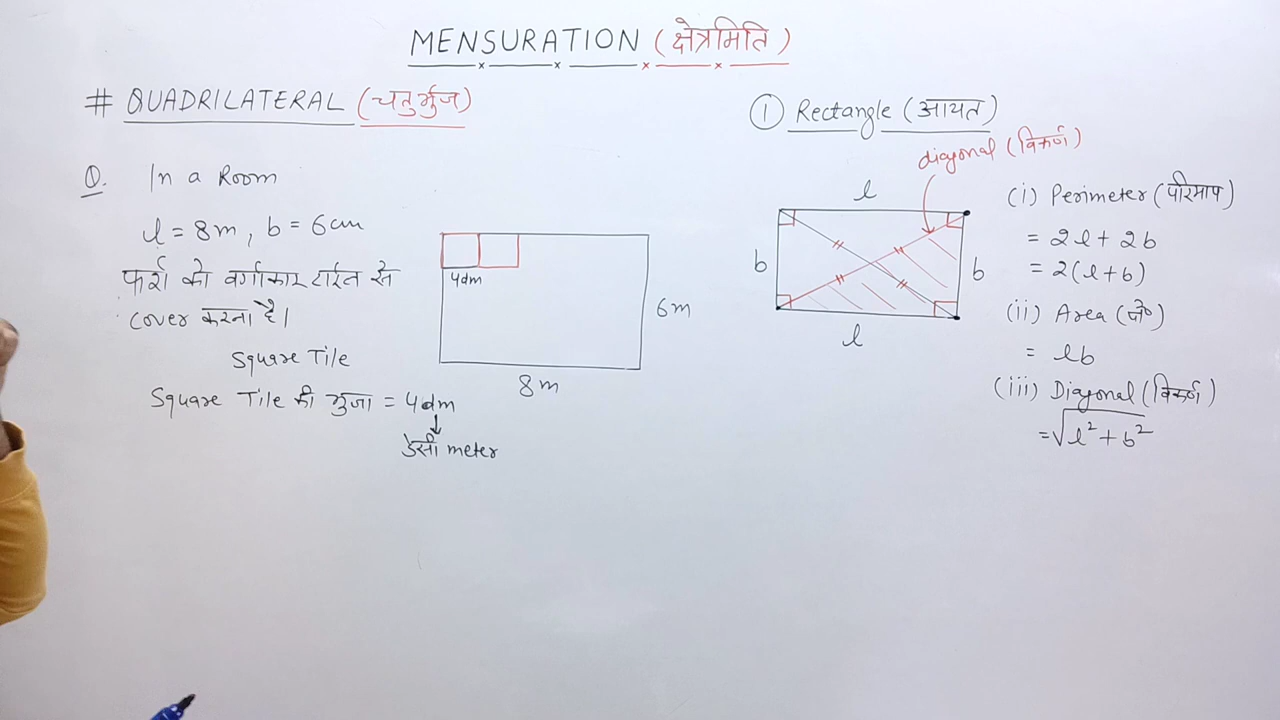 MENSURATION (क्षेत्रमिति)
# QUADRILATERAL (चतुर्भुज)
Q. In a Room
l = 8m, b = 6cm
फर्श को वर्गाकार टाईल से
cover करना है।
Square Tile
Square Tile की भुजा = 4dm
डेसी meter
4dm
6m
8m
① Rectangle (आयत)
diagonal (विकर्ण)
l
b
b
l
(i) Perimeter (परिमाप)
= 2l + 2b
= 2(l+b)
(ii) Area (क्षे०)
= lb
(iii) Diagonal (विकर्ण)
= √l² + b²